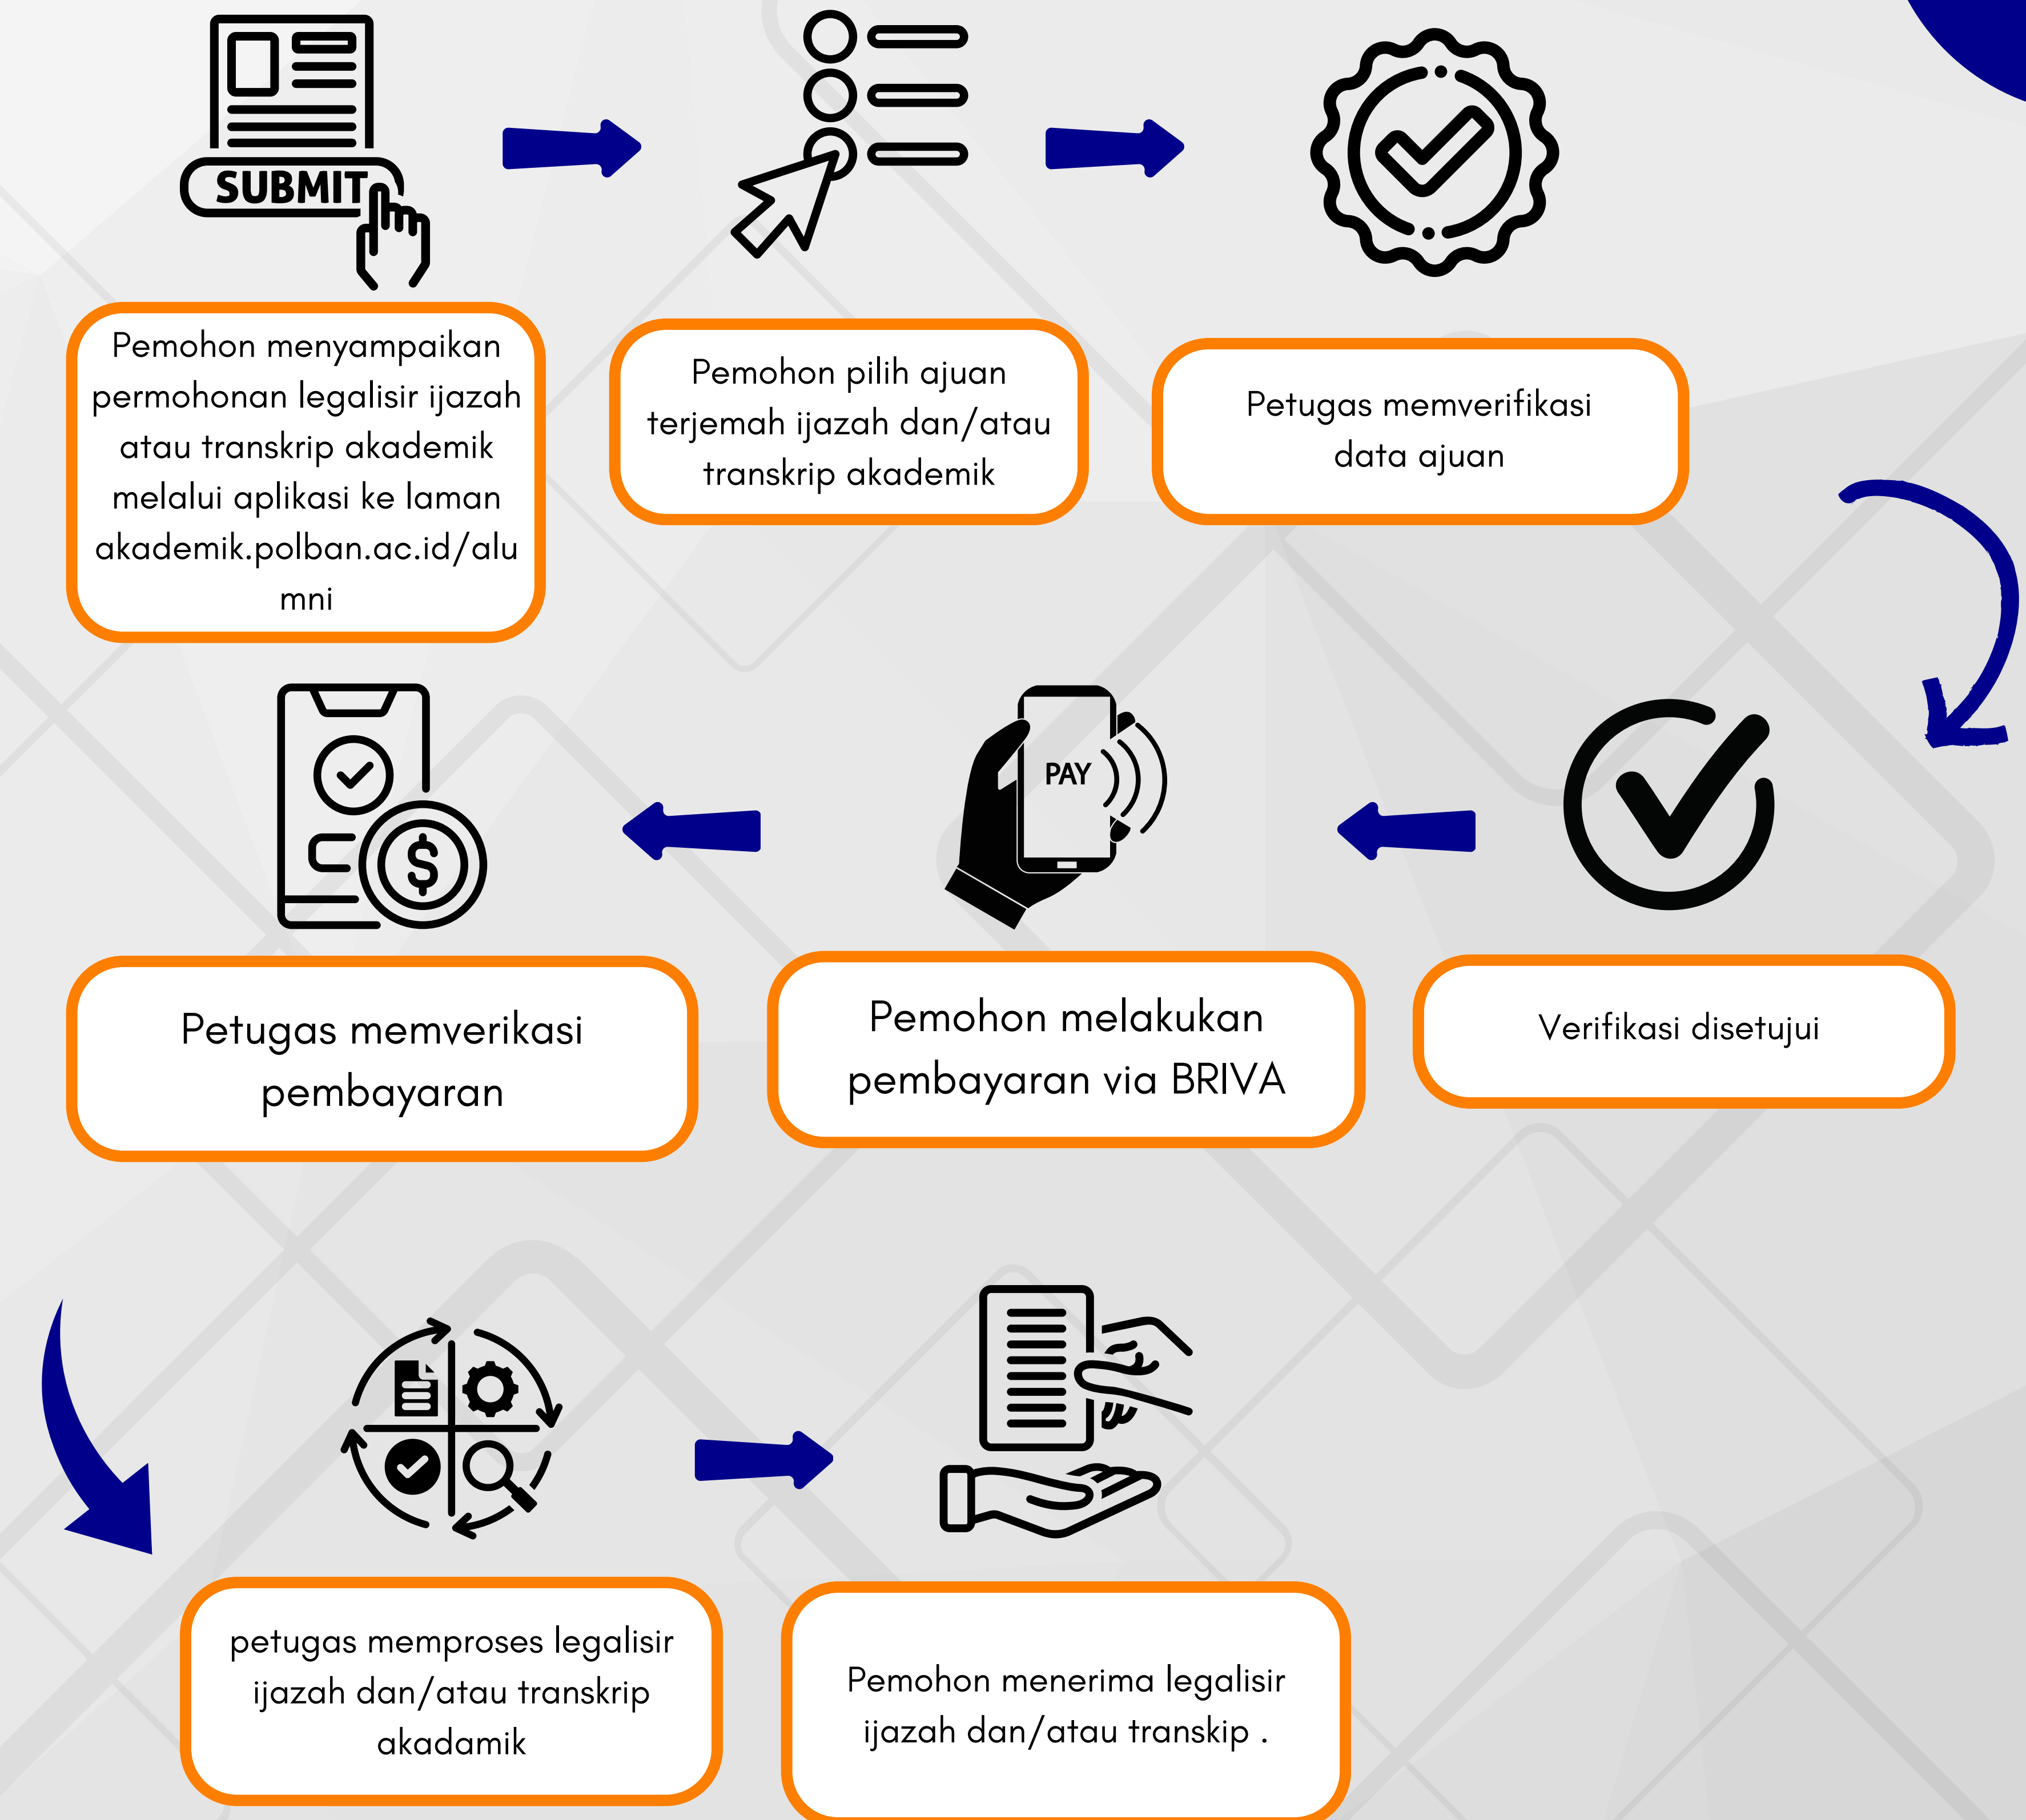 SUBMIT
Pemohon menyampaikan
permohonan legalisir ijazah
atau transkrip akademik
melalui aplikasi ke laman
akademik.polban.ac.id/alu
mni
Pemohon pilih ajuan
terjemah ijazah dan/atau
transkrip akademik
Petugas memverifikasi
data ajuan
Verifikasi disetujui
PAY
Pemohon melakukan
pembayaran via BRIVA
$
Petugas memverikasi
pembayaran
petugas memproses legalisir
ijazah dan/atau transkrip
akadamik
Pemohon menerima legalisir
ijazah dan/atau transkip .